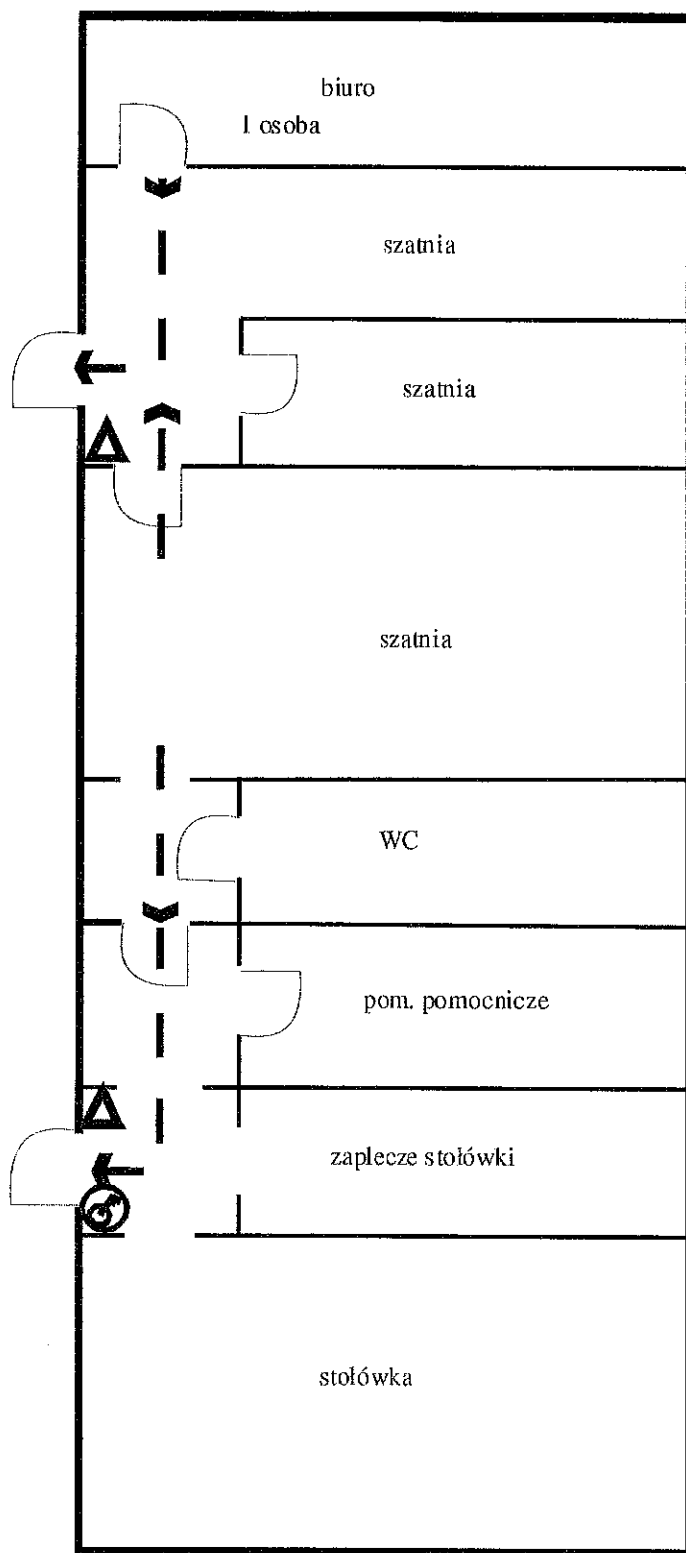 biuro
1 osoba
szatnia
szatnia
szatnia
WC
pom. pomocnicze
zaplecze stołówki
stołówka